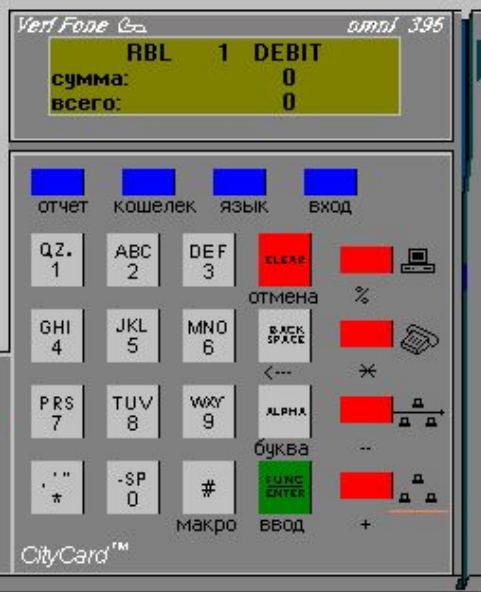 Veri Fone omni 395
RBL 1 DEBIT
сумма: 0
всего: 0
отчет кошелек язык вход
QZ. ABC DEF CLEAR
1 2 3
отмена %
GHI JKL MNO BACK SPACE
4 5 6
<--- *
PRS TUV WXY ALPHA
7 8 9
буква --
, ' " -SP # FUNC
* 0 ENTER
макро ввод +
CityCard™